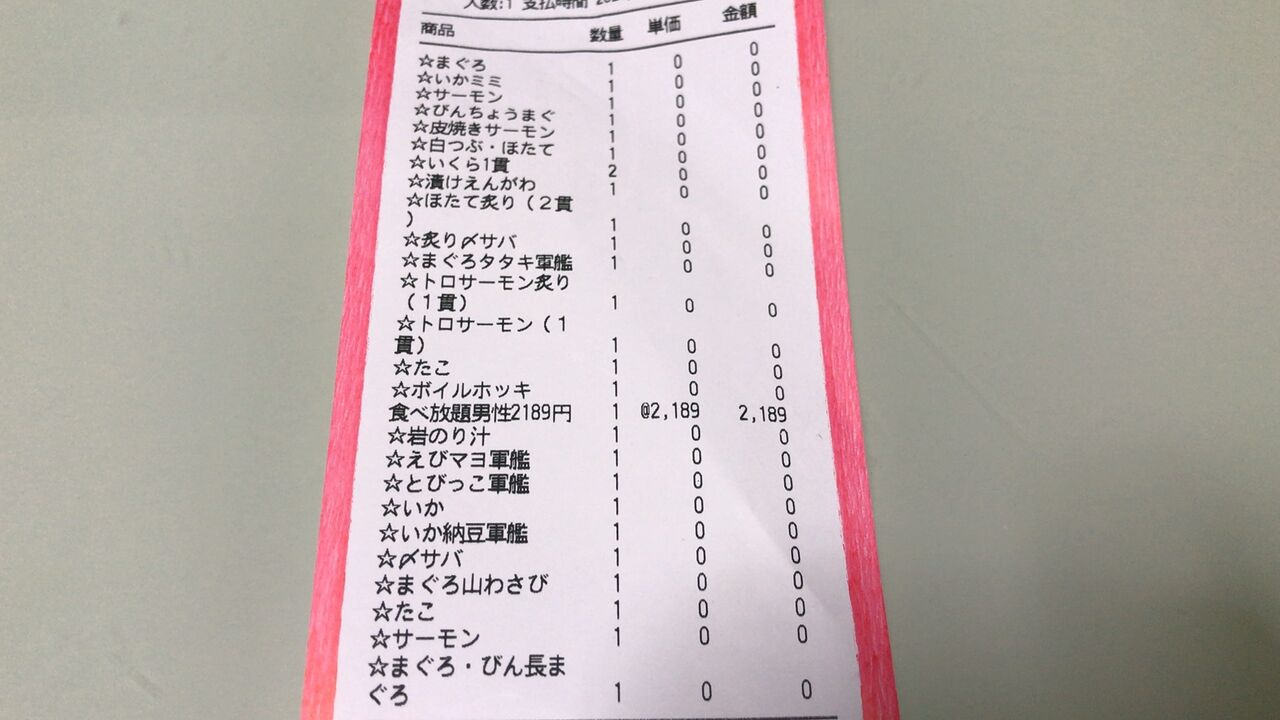 人数:1 支払時間 202
商品 数量 単価 金額
☆まぐろ 1 0 0
☆いかミミ 1 0 0
☆サーモン 1 0 0
☆びんちょうまぐ 1 0 0
☆皮焼きサーモン 1 0 0
☆白つぶ・ほたて 1 0 0
☆いくら1貫 2 0 0
☆漬けえんがわ 1 0 0
☆ほたて炙り(2貫
) 1 0 0
☆炙り〆サバ 1 0 0
☆まぐろタタキ軍艦 1 0 0
☆トロサーモン炙り
(1貫) 1 0 0
☆トロサーモン(1
貫) 1 0 0
☆たこ 1 0 0
☆ボイルホッキ 1 0 0
食べ放題男性2189円 1 @2,189 2,189
☆岩のり汁 1 0 0
☆えびマヨ軍艦 1 0 0
☆とびっこ軍艦 1 0 0
☆いか 1 0 0
☆いか納豆軍艦 1 0 0
☆〆サバ 1 0 0
☆まぐろ山わさび 1 0 0
☆たこ 1 0 0
☆サーモン 1 0 0
☆まぐろ・びん長ま
ぐろ 1 0 0